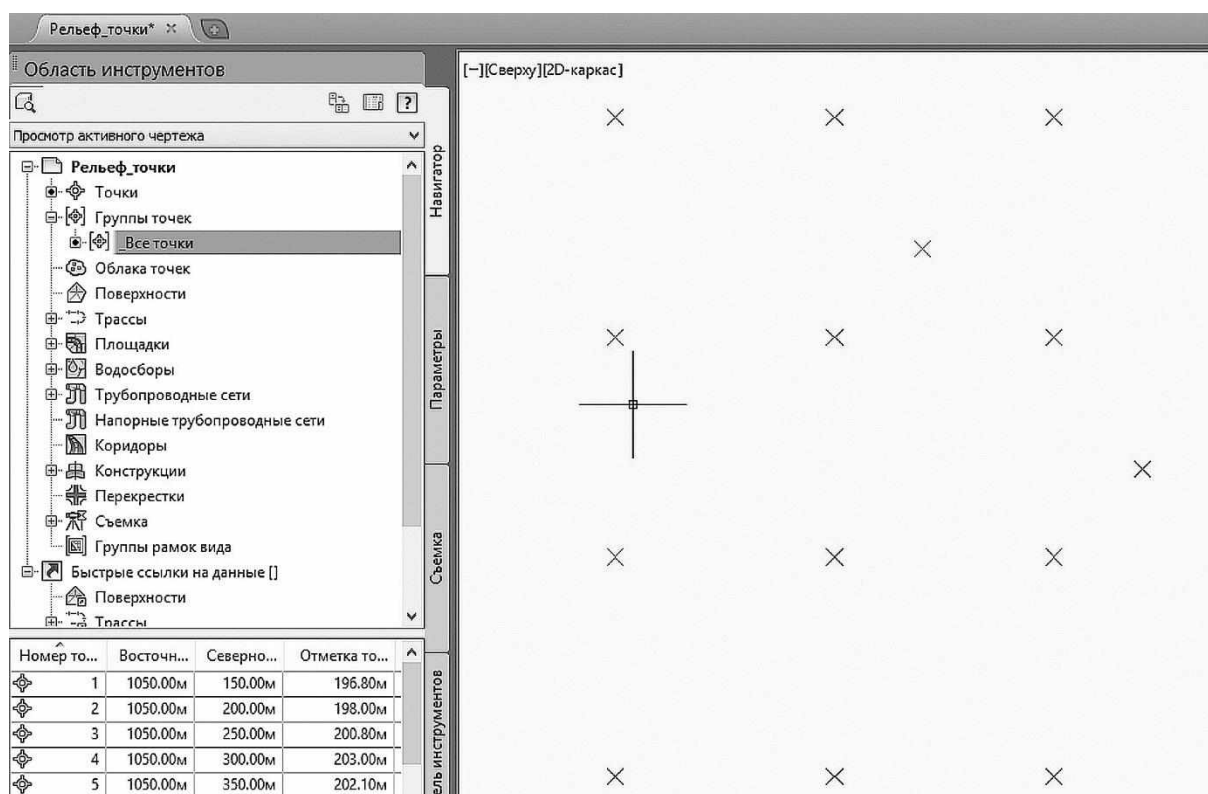 Рельеф_точки*
Область инструментов
[−][Сверху][2D-каркас]
Просмотр активного чертежа
Рельеф_точки
Точки
Группы точек
_Все точки
Облака точек
Поверхности
Трассы
Площадки
Водосборы
Трубопроводные сети
Напорные трубопроводные сети
Коридоры
Конструкции
Перекрестки
Съемка
Группы рамок вида
Быстрые ссылки на данные []
Поверхности
Трассы
Навигатор
Параметры
Съемка
ель инструментов
Номер то... Восточн... Северно... Отметка то...
1 1050.00м 150.00м 196.80м
2 1050.00м 200.00м 198.00м
3 1050.00м 250.00м 200.80м
4 1050.00м 300.00м 203.00м
5 1050.00м 350.00м 202.10м